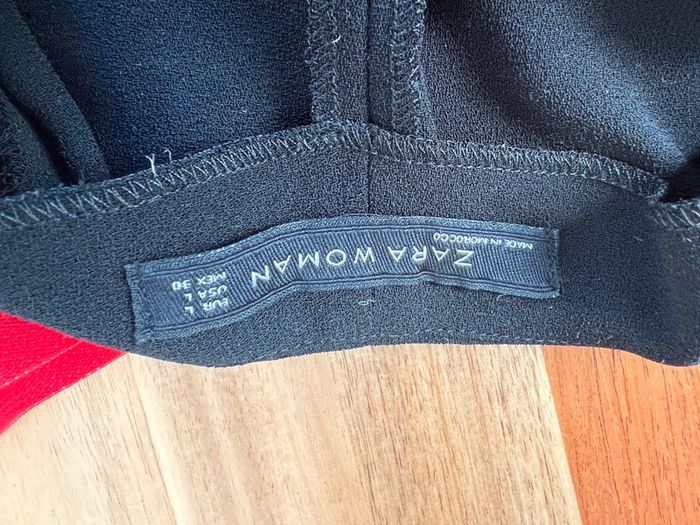 ZARA WOMAN
MADE IN MOROCCO
EUR L
USA L
MEX 30